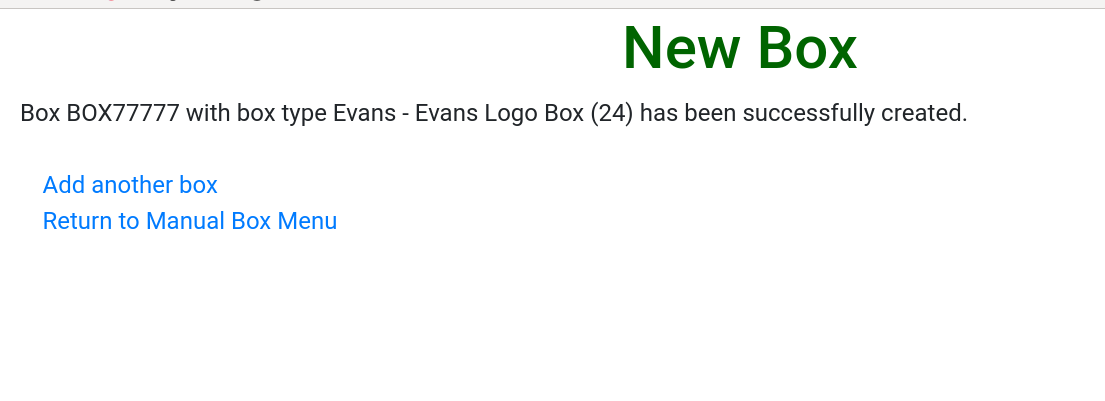 New Box
Box BOX77777 with box type Evans - Evans Logo Box (24) has been successfully created.
Add another box
Return to Manual Box Menu